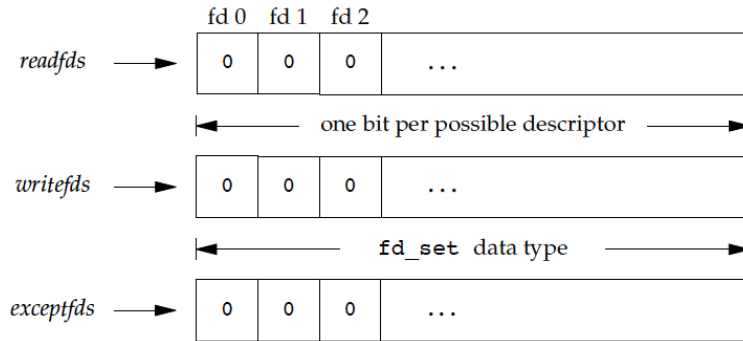 fd 0 fd 1 fd 2
readfds 0 0 0 ...
one bit per possible descriptor
writefds 0 0 0 ...
fd_set data type
exceptfds 0 0 0 ...